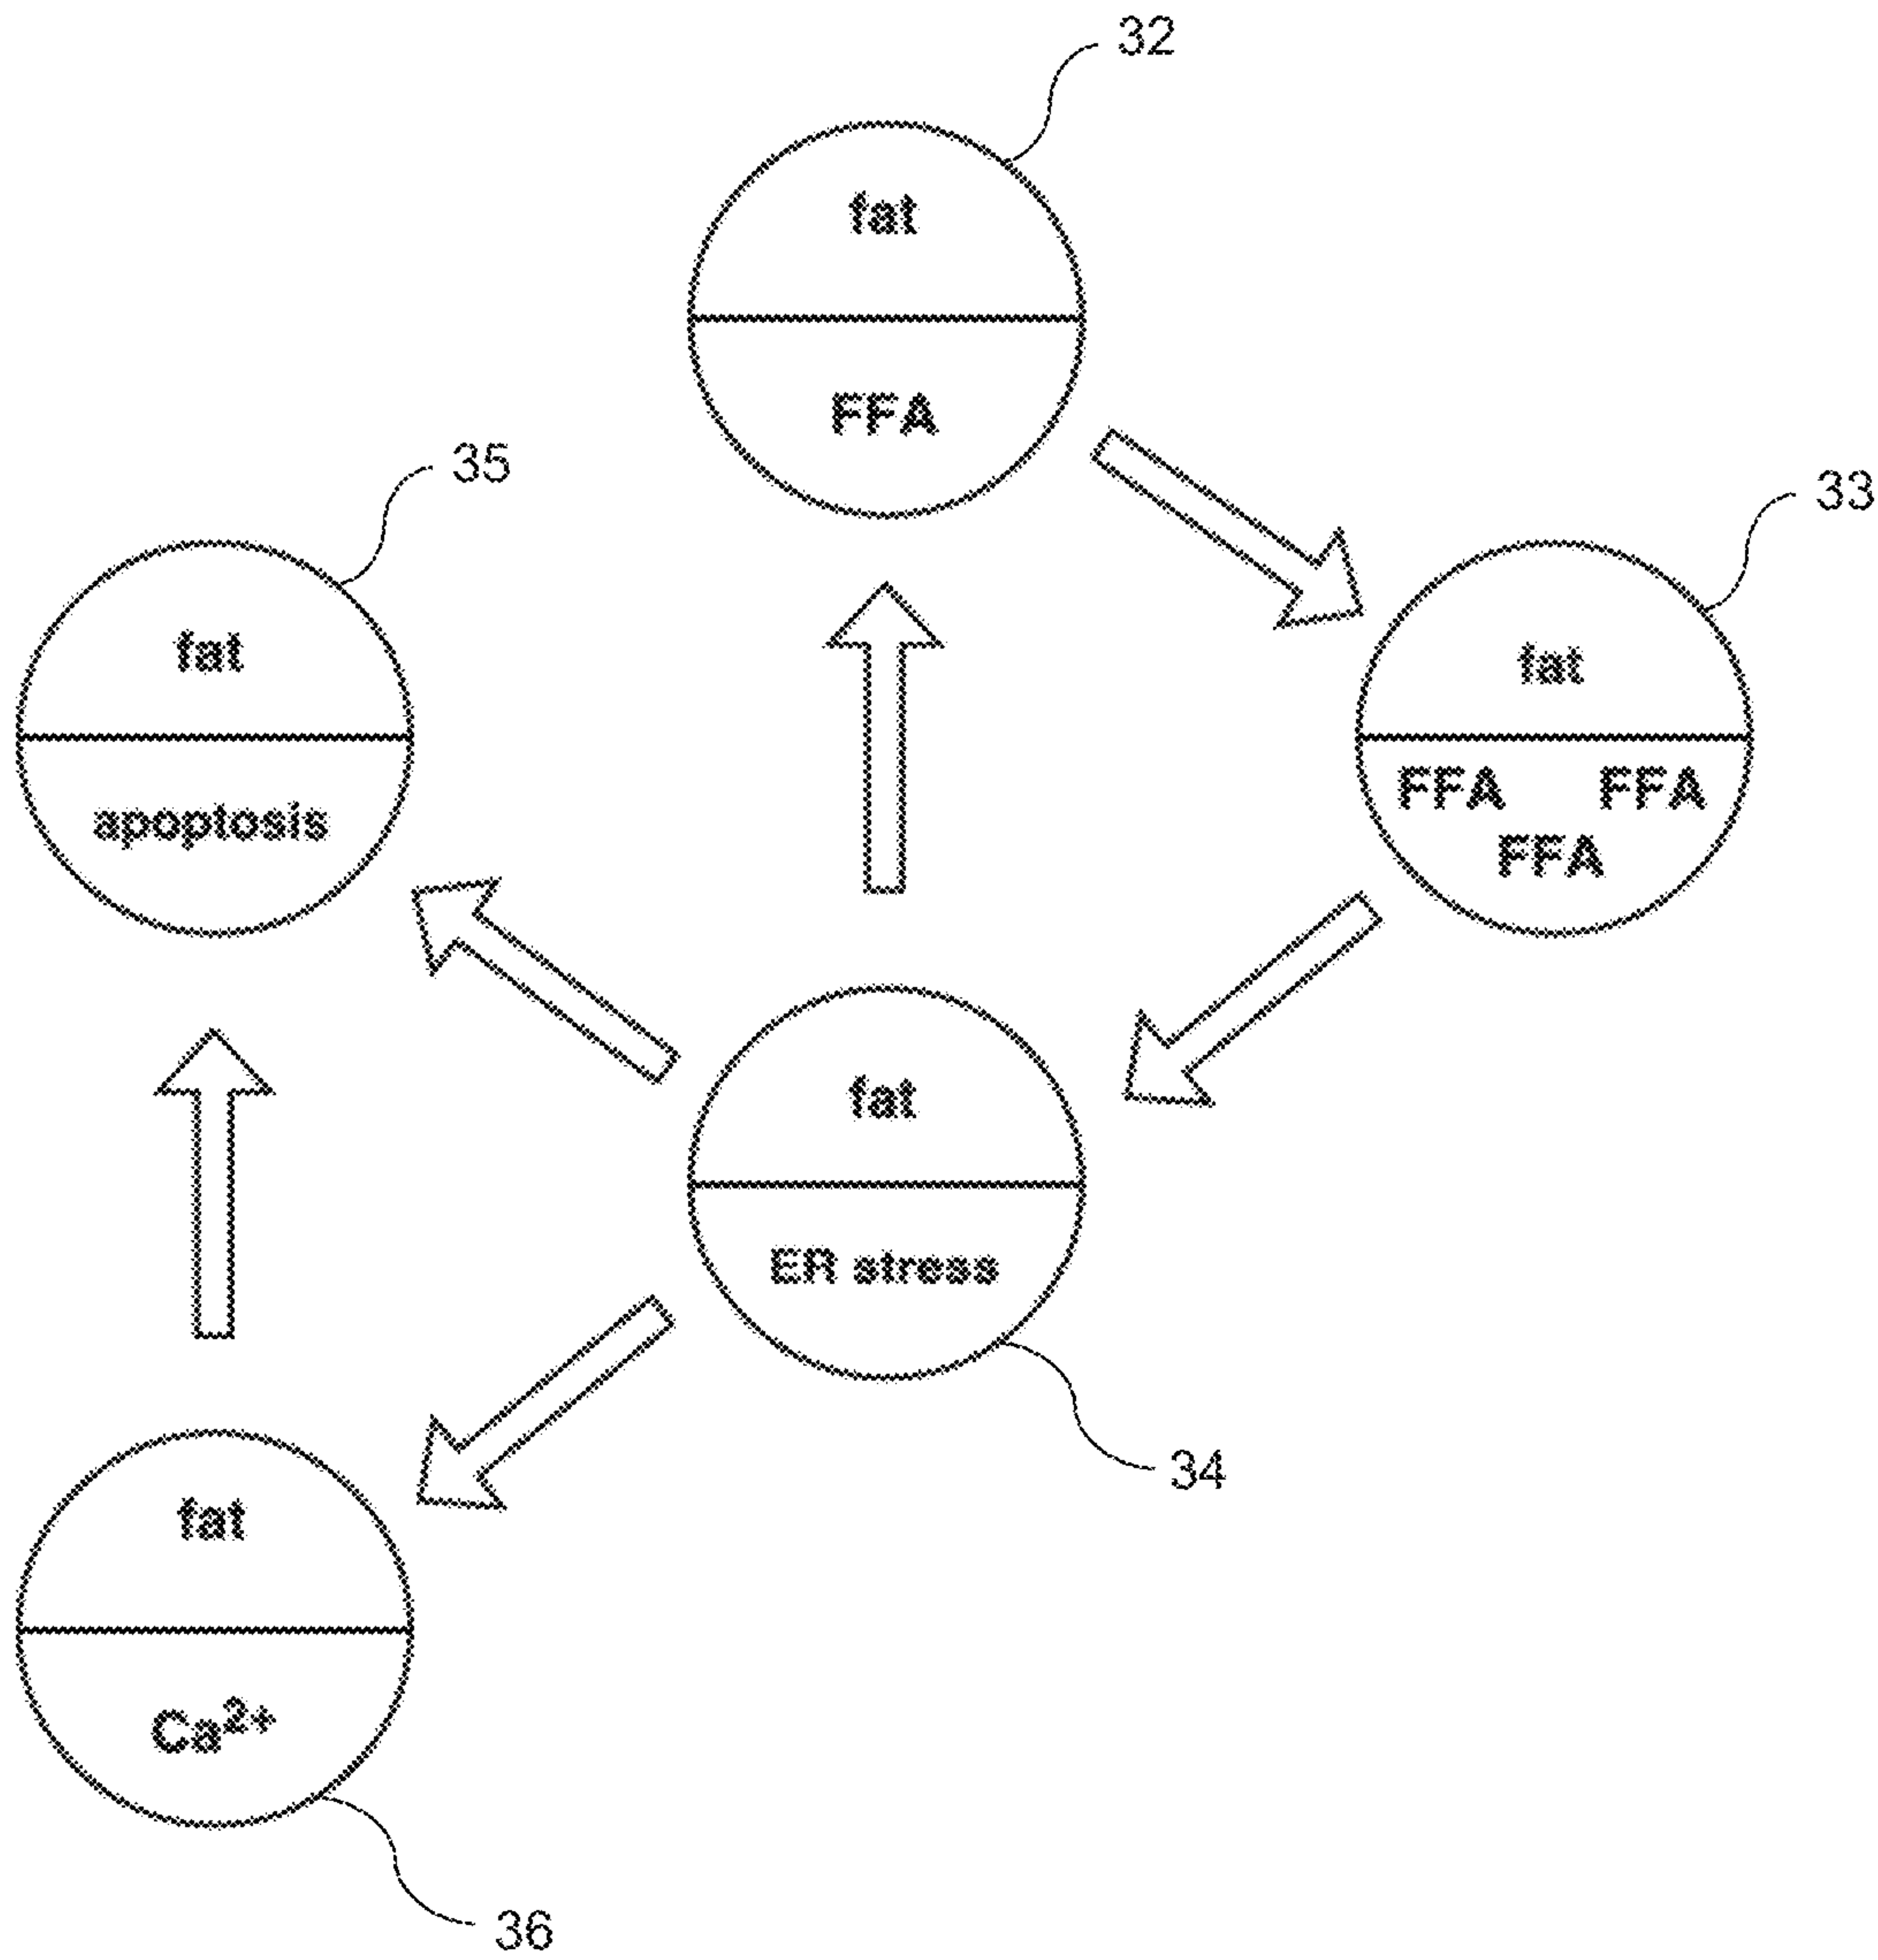 32
fat
FFA
35
33
fat
apoptosis
fat
FFA FFA
FFA
fat
ER stress
34
fat
Ca²⁺
36